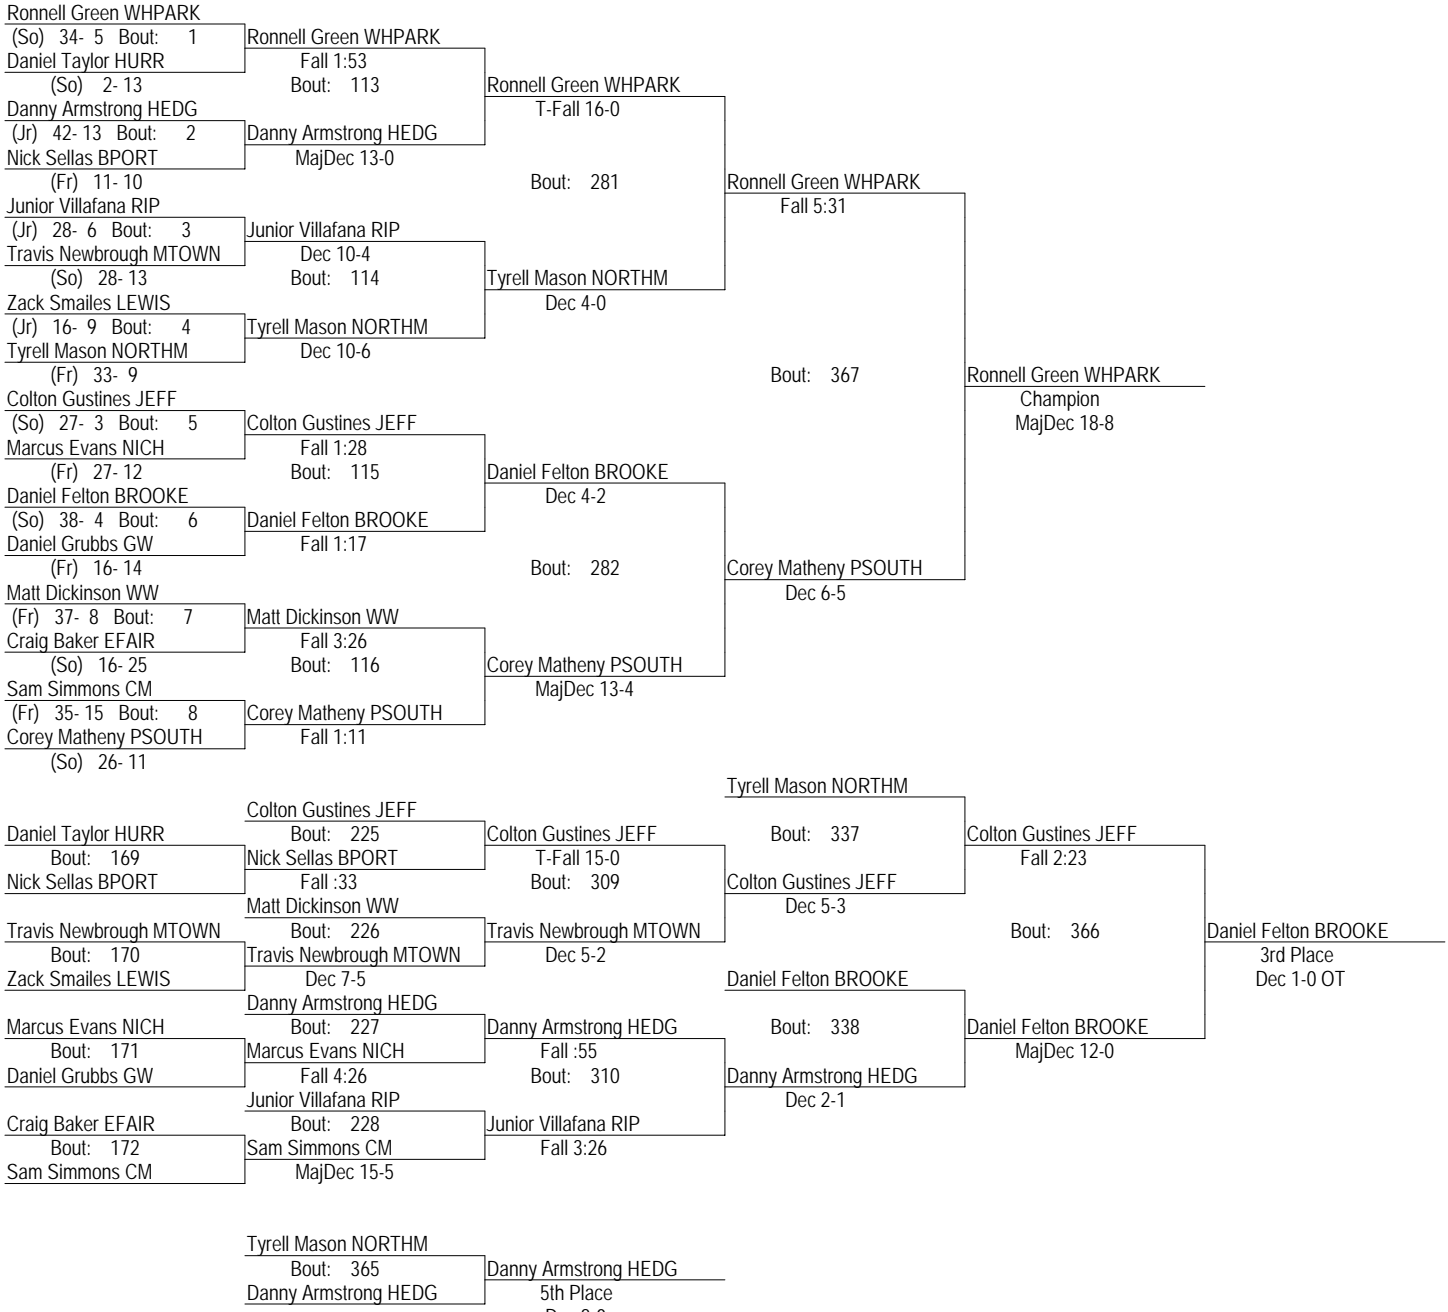 Ronnell Green WHPARK
(So) 34- 5 Bout: 1 Ronnell Green WHPARK
Daniel Taylor HURR Fall 1:53
(So) 2- 13 Bout: 113 Ronnell Green WHPARK
Danny Armstrong HEDG T-Fall 16-0
(Jr) 42- 13 Bout: 2 Danny Armstrong HEDG
Nick Sellas BPORT MajDec 13-0
(Fr) 11- 10 Bout: 281 Ronnell Green WHPARK
Junior Villafana RIP Fall 5:31
(Jr) 28- 6 Bout: 3 Junior Villafana RIP
Travis Newbrough MTOWN Dec 10-4
(So) 28- 13 Bout: 114 Tyrell Mason NORTHM
Zack Smailes LEWIS Dec 4-0
(Jr) 16- 9 Bout: 4 Tyrell Mason NORTHM
Tyrell Mason NORTHM Dec 10-6
(Fr) 33- 9 Bout: 367 Ronnell Green WHPARK
Colton Gustines JEFF Champion
(So) 27- 3 Bout: 5 Colton Gustines JEFF MajDec 18-8
Marcus Evans NICH Fall 1:28
(Fr) 27- 12 Bout: 115 Daniel Felton BROOKE
Daniel Felton BROOKE Dec 4-2
(So) 38- 4 Bout: 6 Daniel Felton BROOKE
Daniel Grubbs GW Fall 1:17
(Fr) 16- 14 Bout: 282 Corey Matheny PSOUTH
Matt Dickinson WW Dec 6-5
(Fr) 37- 8 Bout: 7 Matt Dickinson WW
Craig Baker EFAIR Fall 3:26
(So) 16- 25 Bout: 116 Corey Matheny PSOUTH
Sam Simmons CM MajDec 13-4
(Fr) 35- 15 Bout: 8 Corey Matheny PSOUTH
Corey Matheny PSOUTH Fall 1:11
(So) 26- 11
Tyrell Mason NORTHM
Colton Gustines JEFF
Daniel Taylor HURR Bout: 225 Colton Gustines JEFF Bout: 337 Colton Gustines JEFF
Bout: 169 Nick Sellas BPORT T-Fall 15-0 Fall 2:23
Nick Sellas BPORT Fall :33 Bout: 309 Colton Gustines JEFF
Matt Dickinson WW Dec 5-3
Travis Newbrough MTOWN Bout: 226 Travis Newbrough MTOWN Bout: 366 Daniel Felton BROOKE
Bout: 170 Travis Newbrough MTOWN Dec 5-2 3rd Place
Zack Smailes LEWIS Dec 7-5 Daniel Felton BROOKE Dec 1-0 OT
Danny Armstrong HEDG
Marcus Evans NICH Bout: 227 Danny Armstrong HEDG Bout: 338 Daniel Felton BROOKE
Bout: 171 Marcus Evans NICH Fall :55 MajDec 12-0
Daniel Grubbs GW Fall 4:26 Bout: 310 Danny Armstrong HEDG
Junior Villafana RIP Dec 2-1
Craig Baker EFAIR Bout: 228 Junior Villafana RIP
Bout: 172 Sam Simmons CM Fall 3:26
Sam Simmons CM MajDec 15-5
Tyrell Mason NORTHM
Bout: 365 Danny Armstrong HEDG
Danny Armstrong HEDG 5th Place